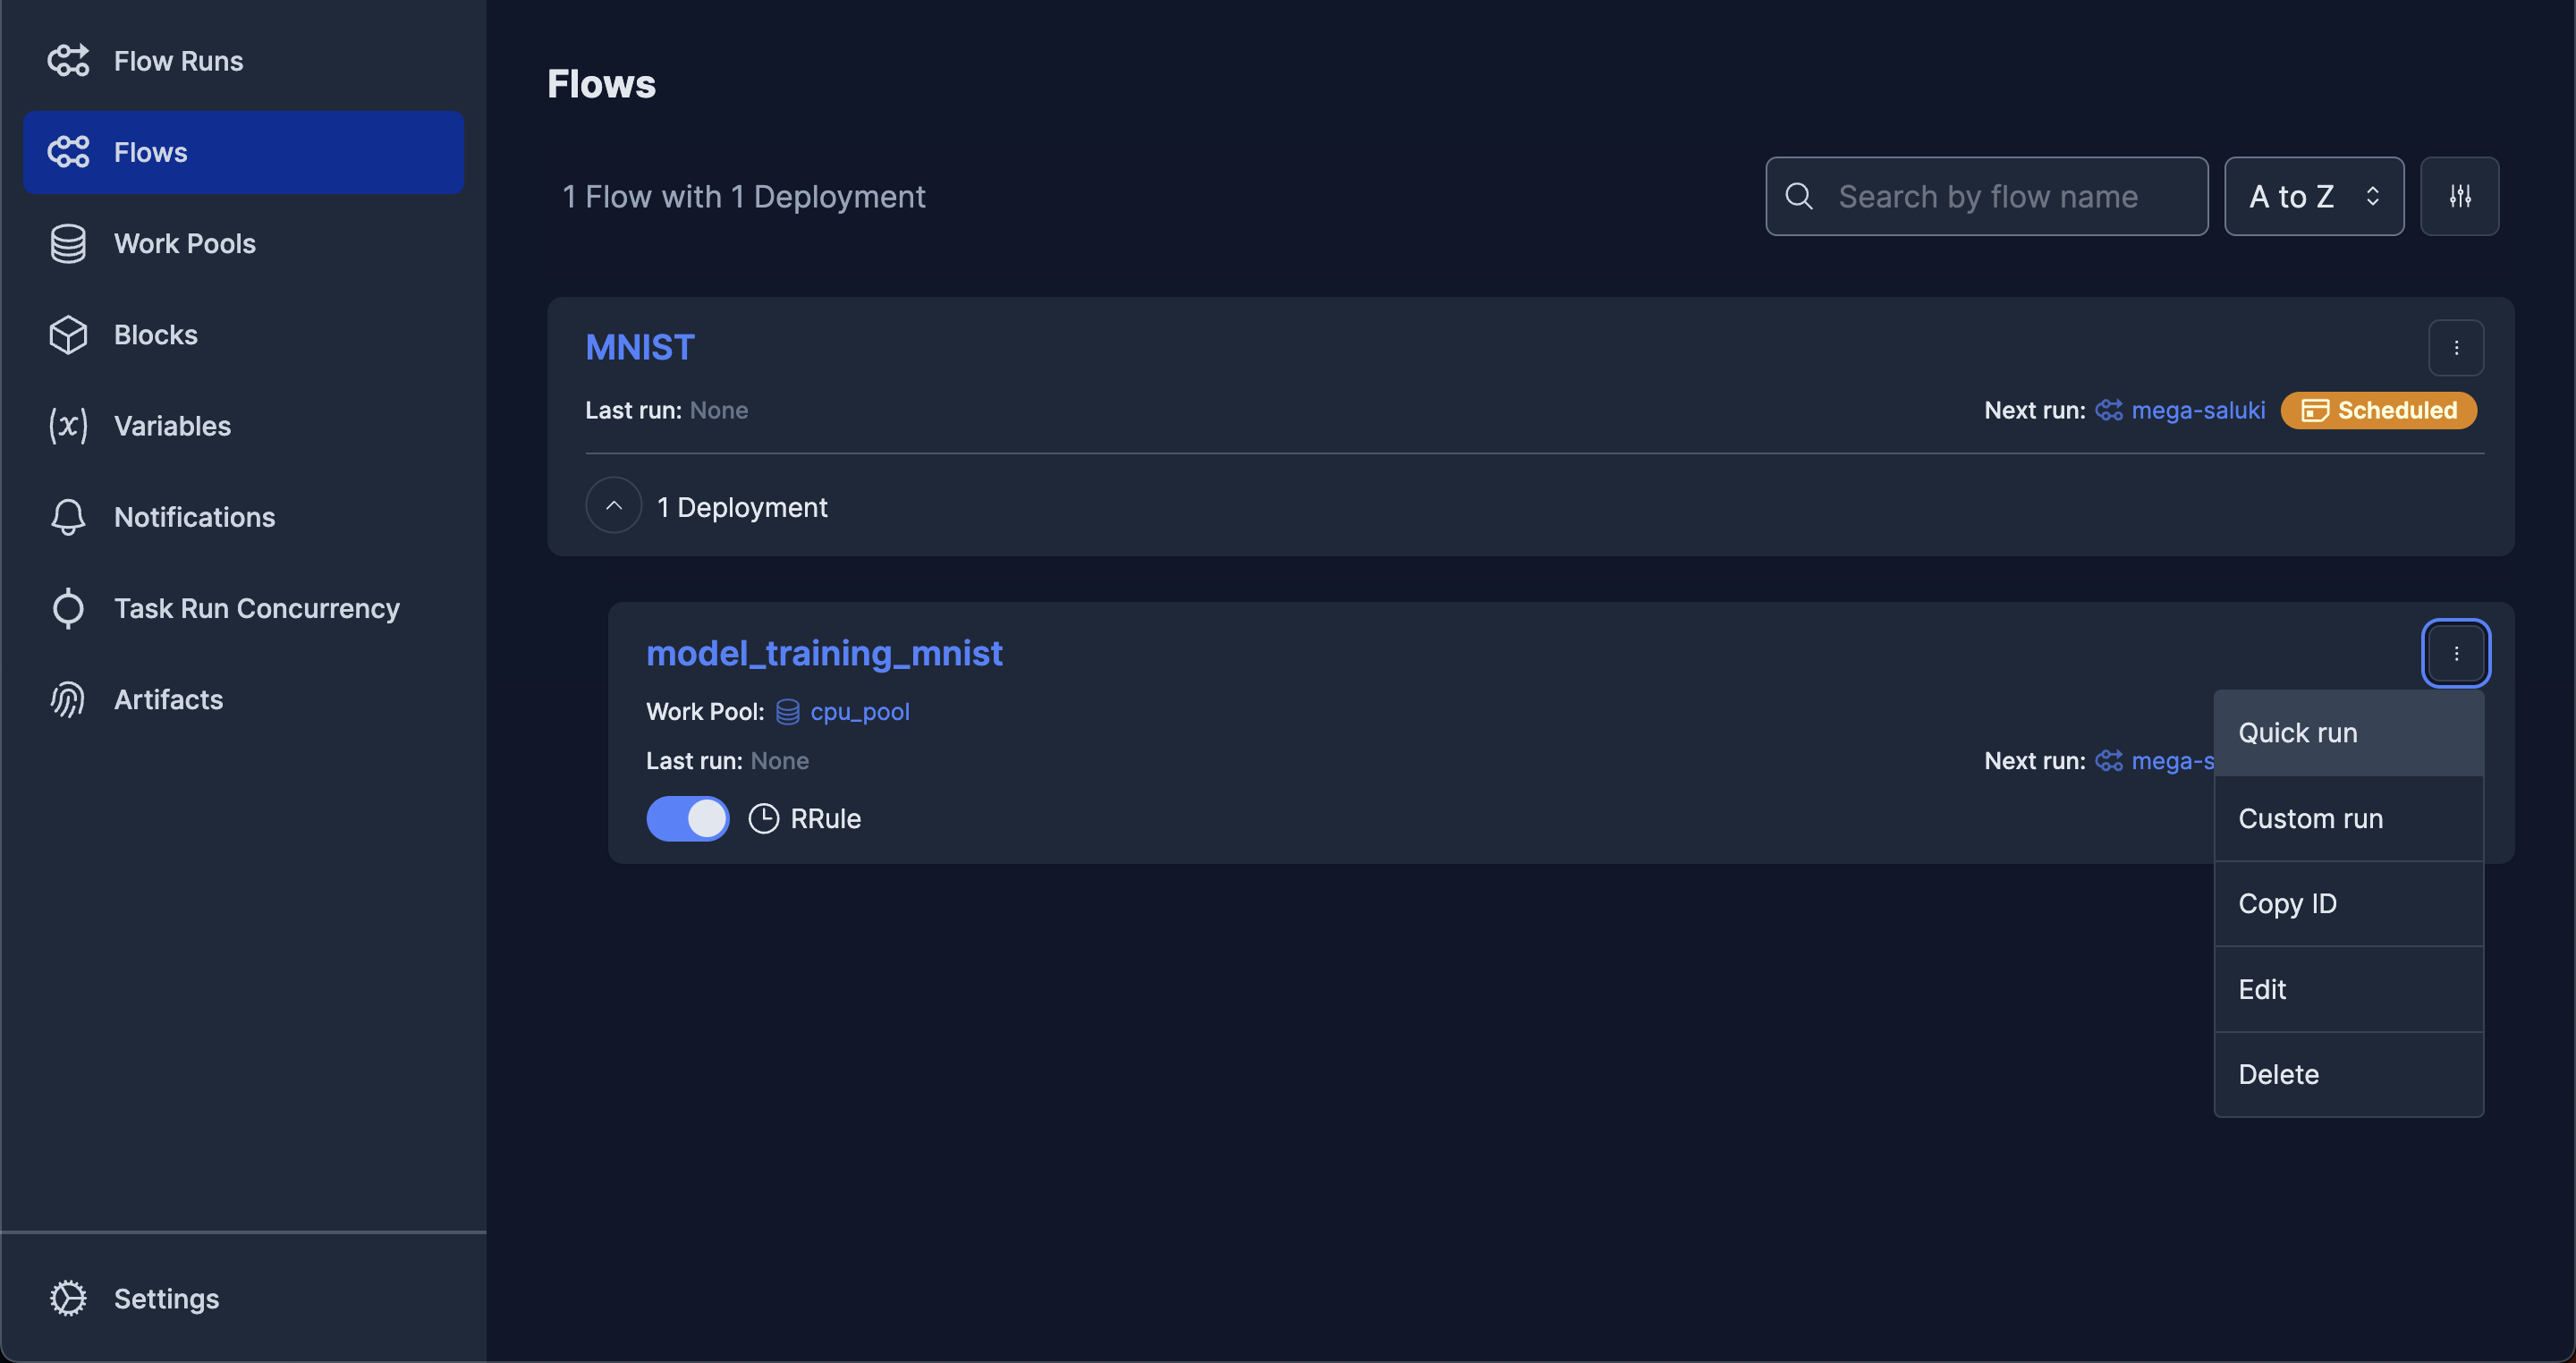 Flow Runs
Flows
Work Pools
Blocks
Variables
Notifications
Task Run Concurrency
Artifacts
Settings
Flows
1 Flow with 1 Deployment
Search by flow name
A to Z
MNIST
Last run: None
Next run: mega-saluki Scheduled
1 Deployment
model_training_mnist
Work Pool: cpu_pool
Last run: None
Next run: mega-s
RRule
Quick run
Custom run
Copy ID
Edit
Delete